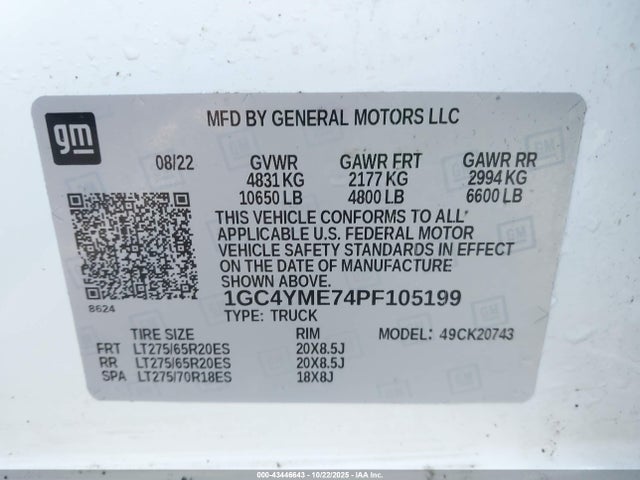 gm
MFD BY GENERAL MOTORS LLC
08/22 GVWR GAWR FRT GAWR RR
4831 KG 2177 KG 2994 KG
10650 LB 4800 LB 6600 LB
THIS VEHICLE CONFORMS TO ALL
APPLICABLE U.S. FEDERAL MOTOR
VEHICLE SAFETY STANDARDS IN EFFECT
ON THE DATE OF MANUFACTURE
SHOWN ABOVE.
8624
1GC4YME74PF105199
TYPE: TRUCK
TIRE SIZE RIM MODEL: 49CK20743
FRT LT275/65R20ES 20X8.5J
RR LT275/65R20ES 20X8.5J
SPA LT275/70R18ES 18X8J
000-43446643 - 10/22/2025 - IAAI.COM